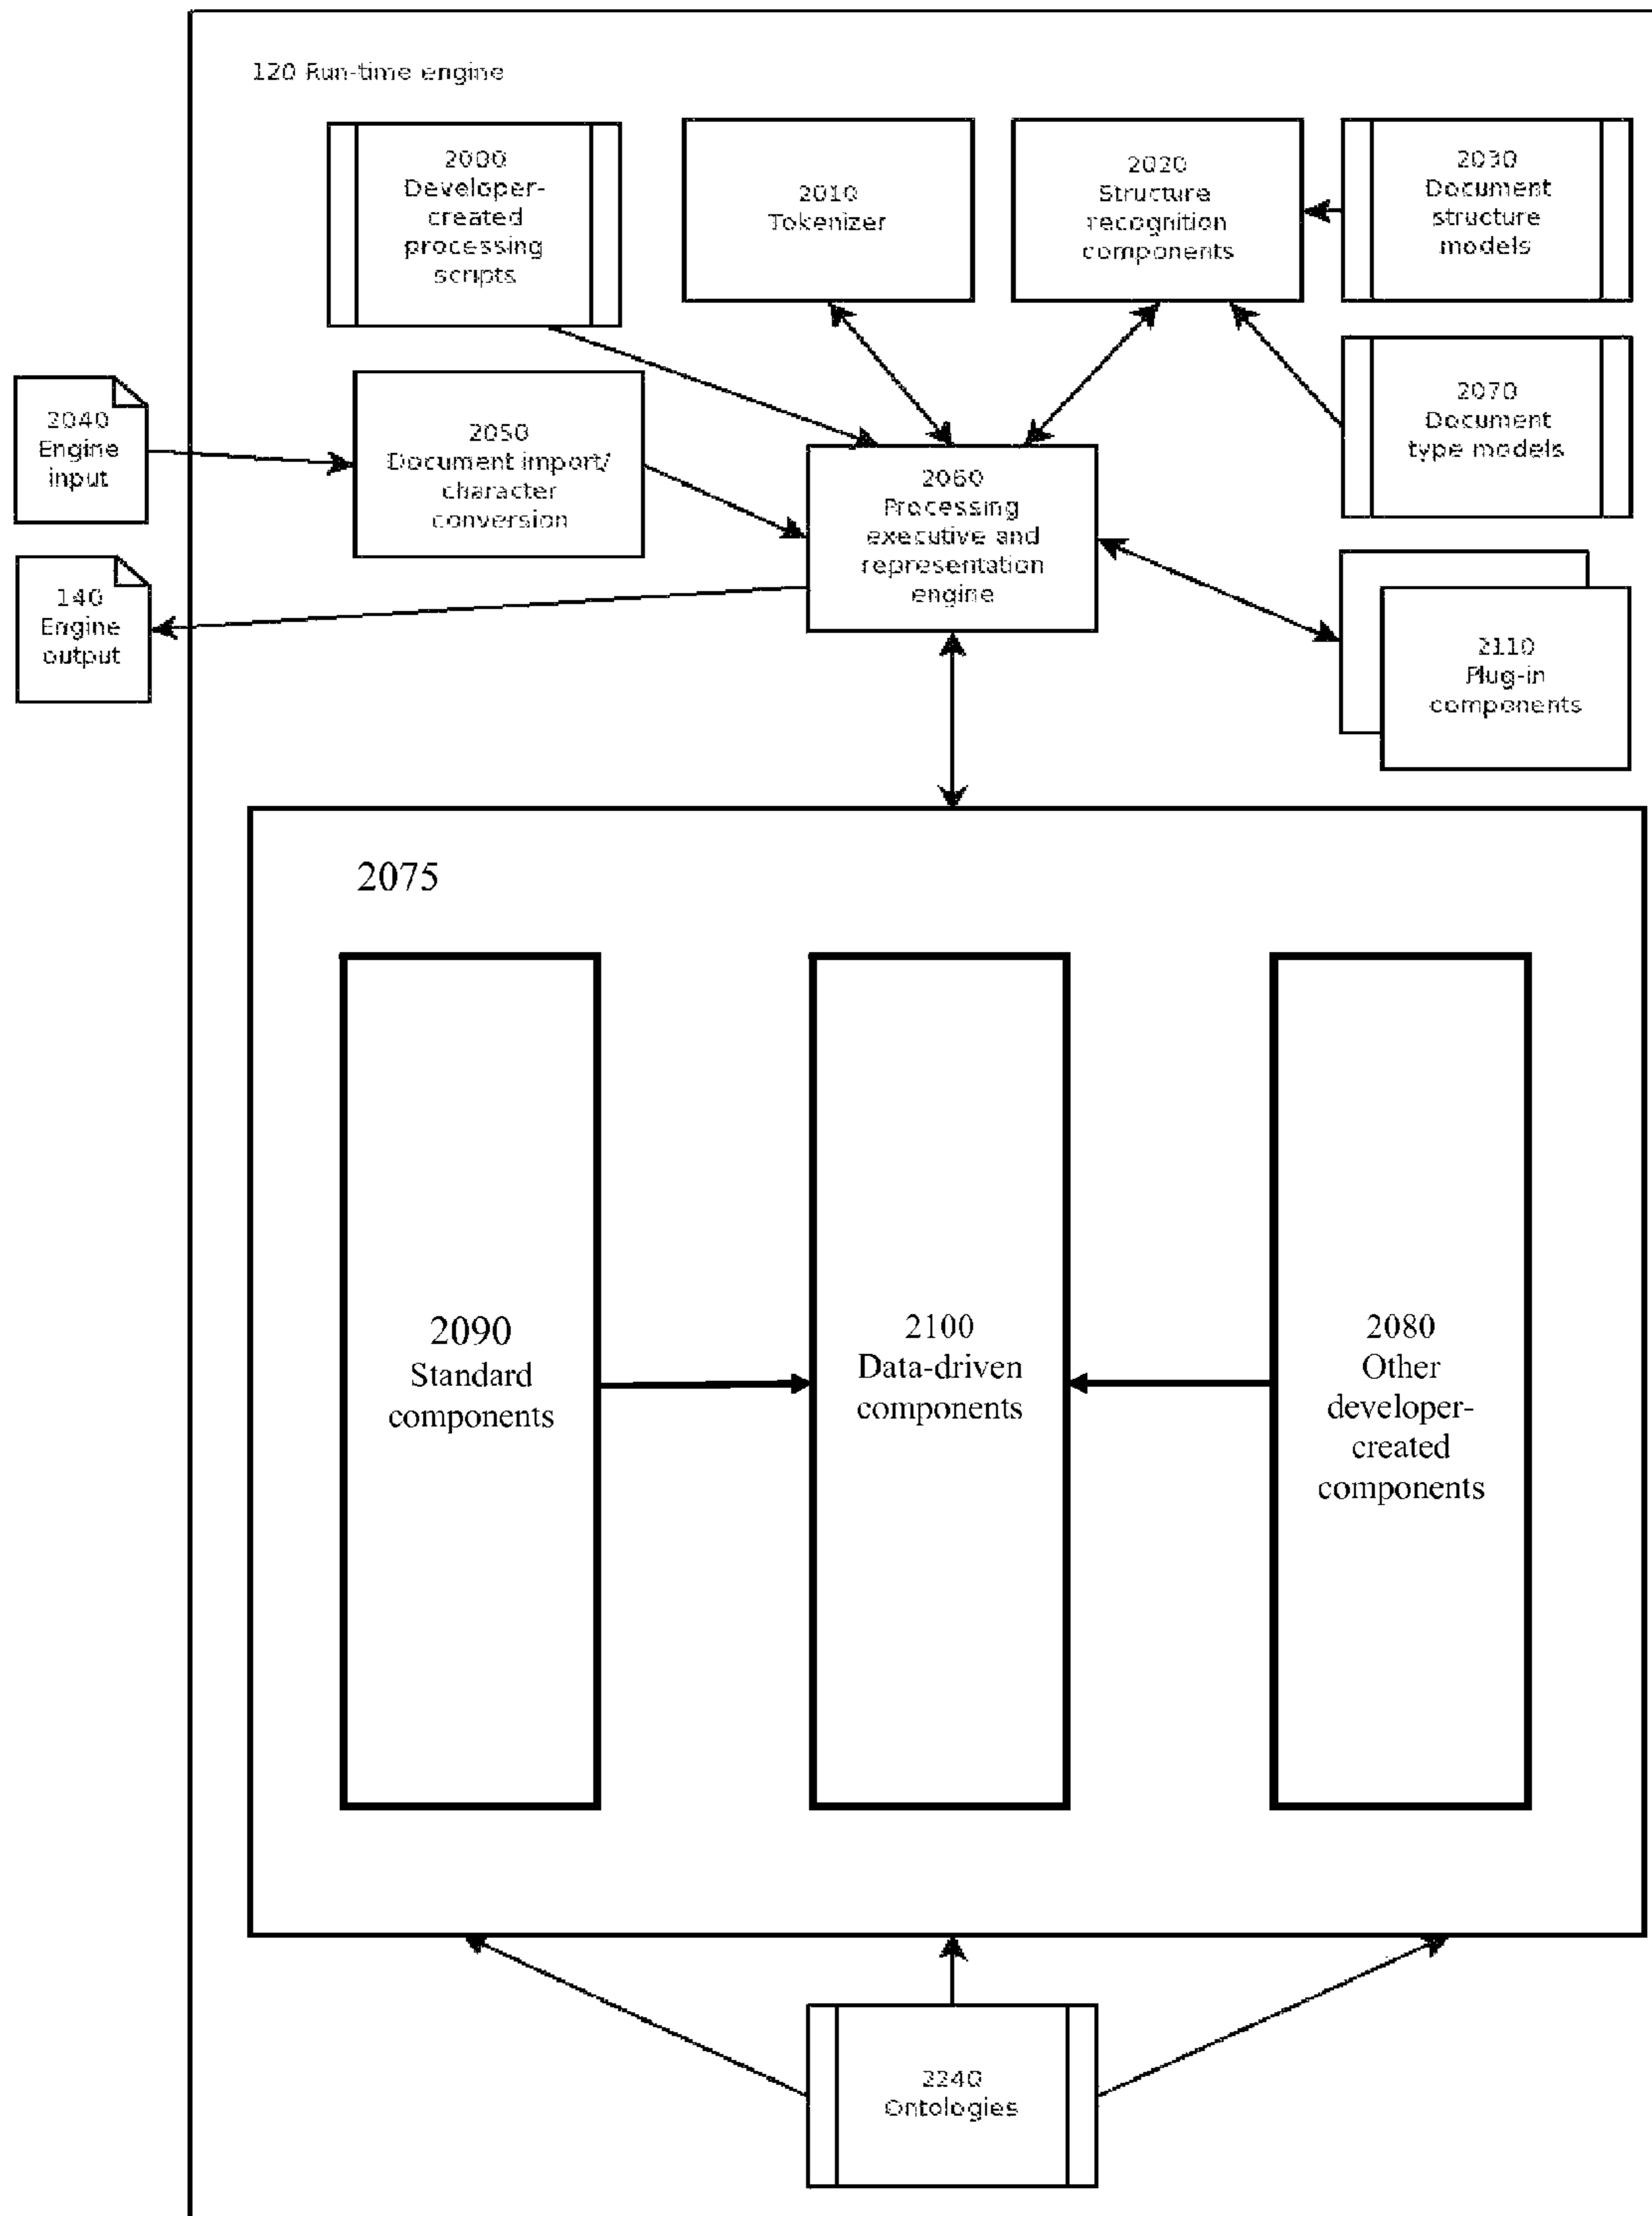 120 Run-time engine
2000
Developer-
created
processing
scripts
2010
Tokenizer
2020
Structure
recognition
components
2030
Document
structure
models
2040
Engine
input
2050
Document import/
character
conversion
2060
Processing
executive and
representation
engine
2070
Document
type models
140
Engine
output
2110
Plug-in
components
2075
2090
Standard
components
2100
Data-driven
components
2080
Other
developer-
created
components
2240
Ontologies